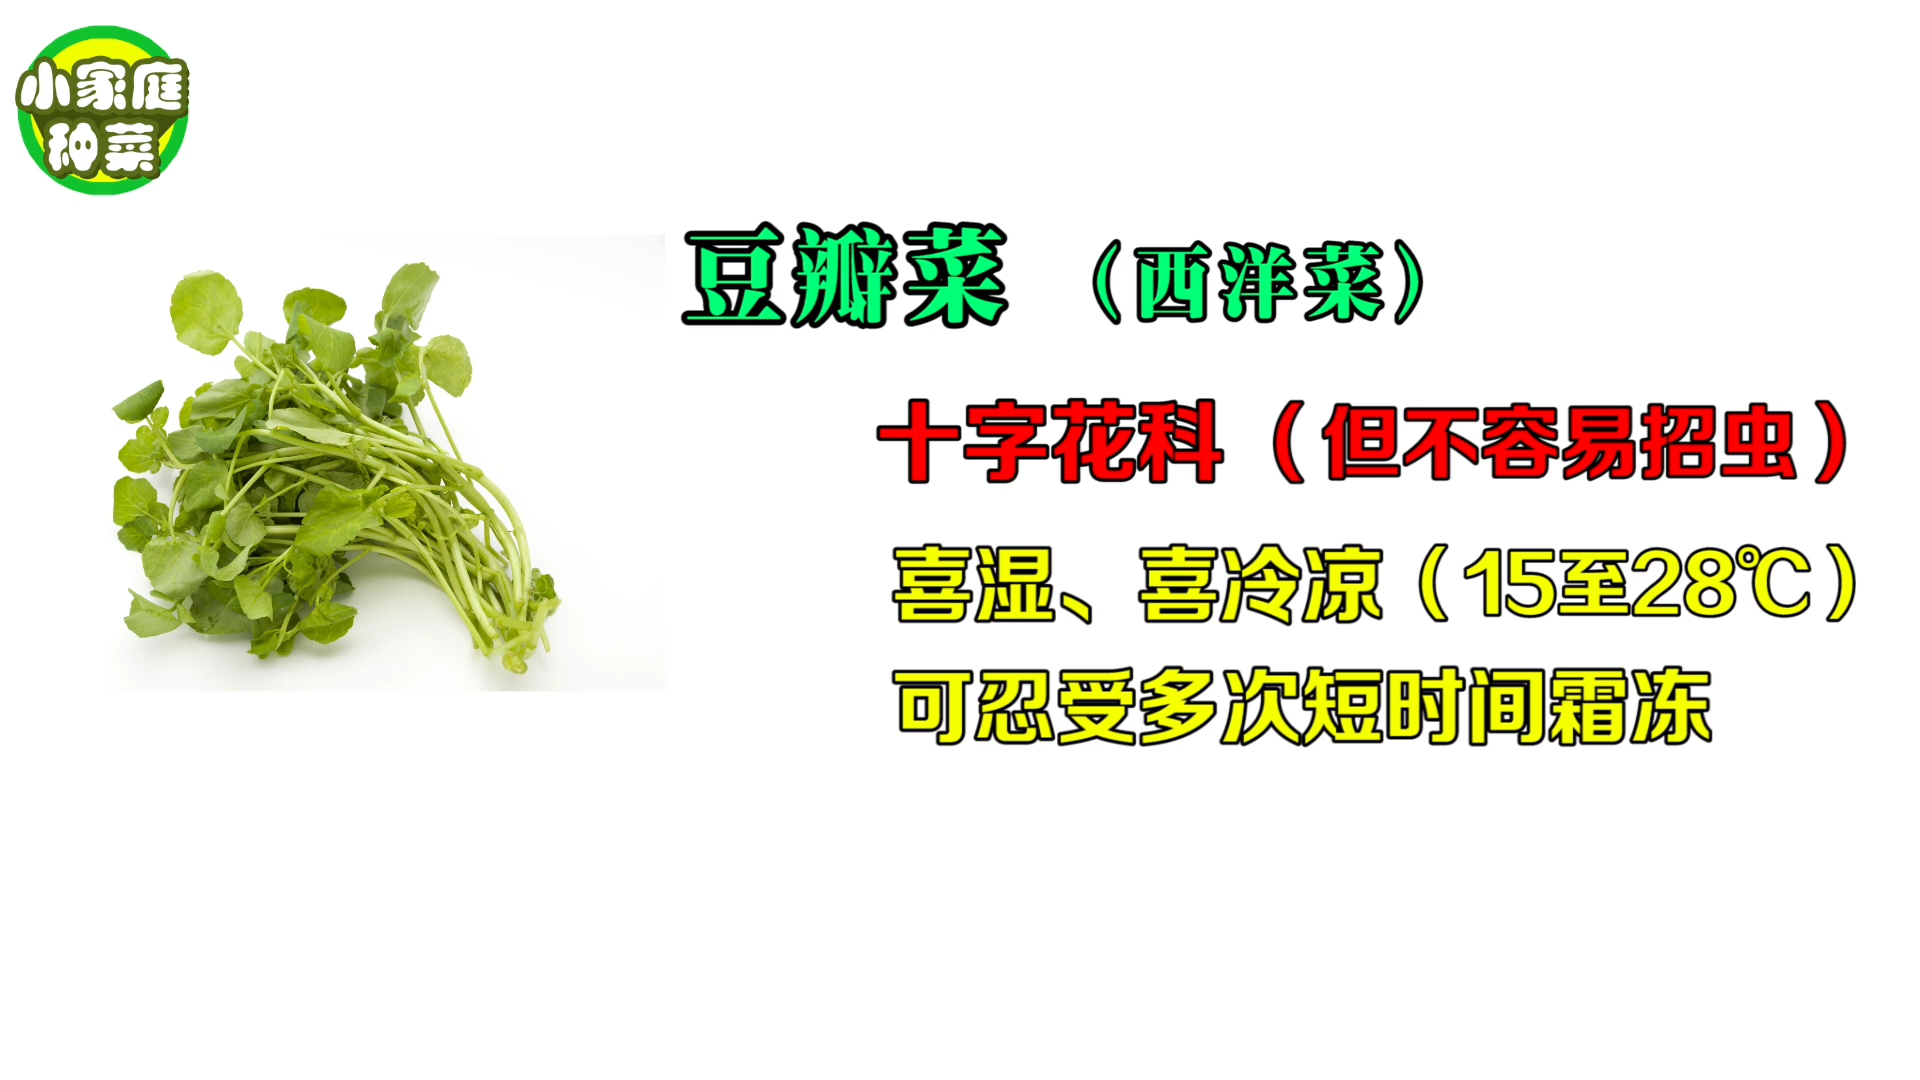 小家庭
种菜
豆瓣菜 （西洋菜）
十字花科（但不容易招虫）
喜湿、喜冷凉（15至28℃）
可忍受多次短时间霜冻